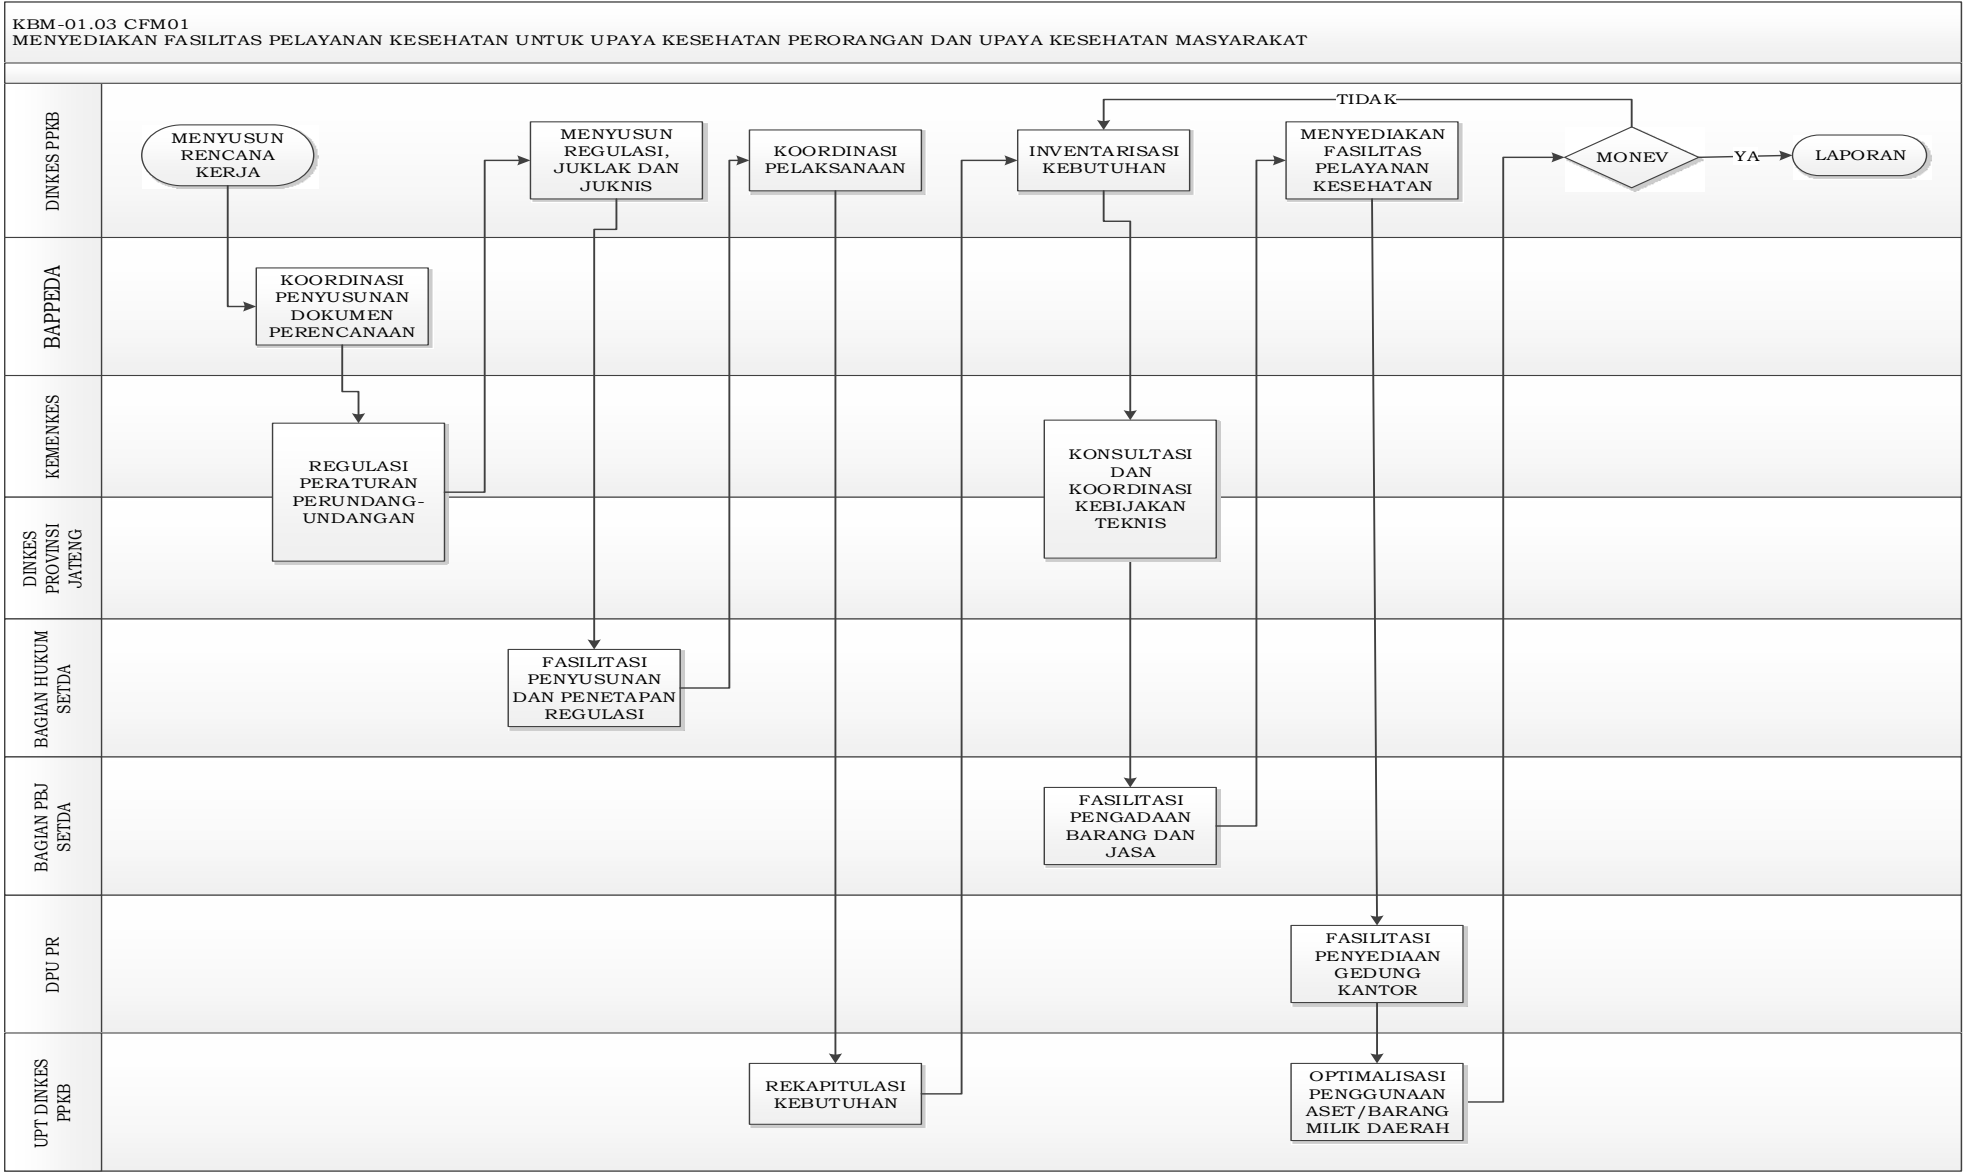 KBM-01.03 CFM01
MENYEDIAKAN FASILITAS PELAYANAN KESEHATAN UNTUK UPAYA KESEHATAN PERORANGAN DAN UPAYA KESEHATAN MASYARAKAT
DINKES PPKB
MENYUSUN
RENCANA
KERJA
MENYUSUN
REGULASI,
JUKLAK DAN
JUKNIS
KOORDINASI
PELAKSANAAN
INVENTARISASI
KEBUTUHAN
MENYEDIAKAN
FASILITAS
PELAYANAN
KESEHATAN
TIDAK
MONEV
YA
LAPORAN
BAPPEDA
KOORDINASI
PENYUSUNAN
DOKUMEN
PERENCANAAN
KEMENKES
REGULASI
PERATURAN
PERUNDANG-
UNDANGAN
KONSULTASI
DAN
KOORDINASI
KEBIJAKAN
TEKNIS
DINKES
PROVINSI
JATENG
BAGIAN HUKUM
SETDA
FASILITASI
PENYUSUNAN
DAN PENETAPAN
REGULASI
BAGIAN PBJ
SETDA
FASILITASI
PENGADAAN
BARANG DAN
JASA
DPU PR
FASILITASI
PENYEDIAAN
GEDUNG
KANTOR
UPT DINKES
PPKB
REKAPITULASI
KEBUTUHAN
OPTIMALISASI
PENGGUNAAN
ASET/BARANG
MILIK DAERAH